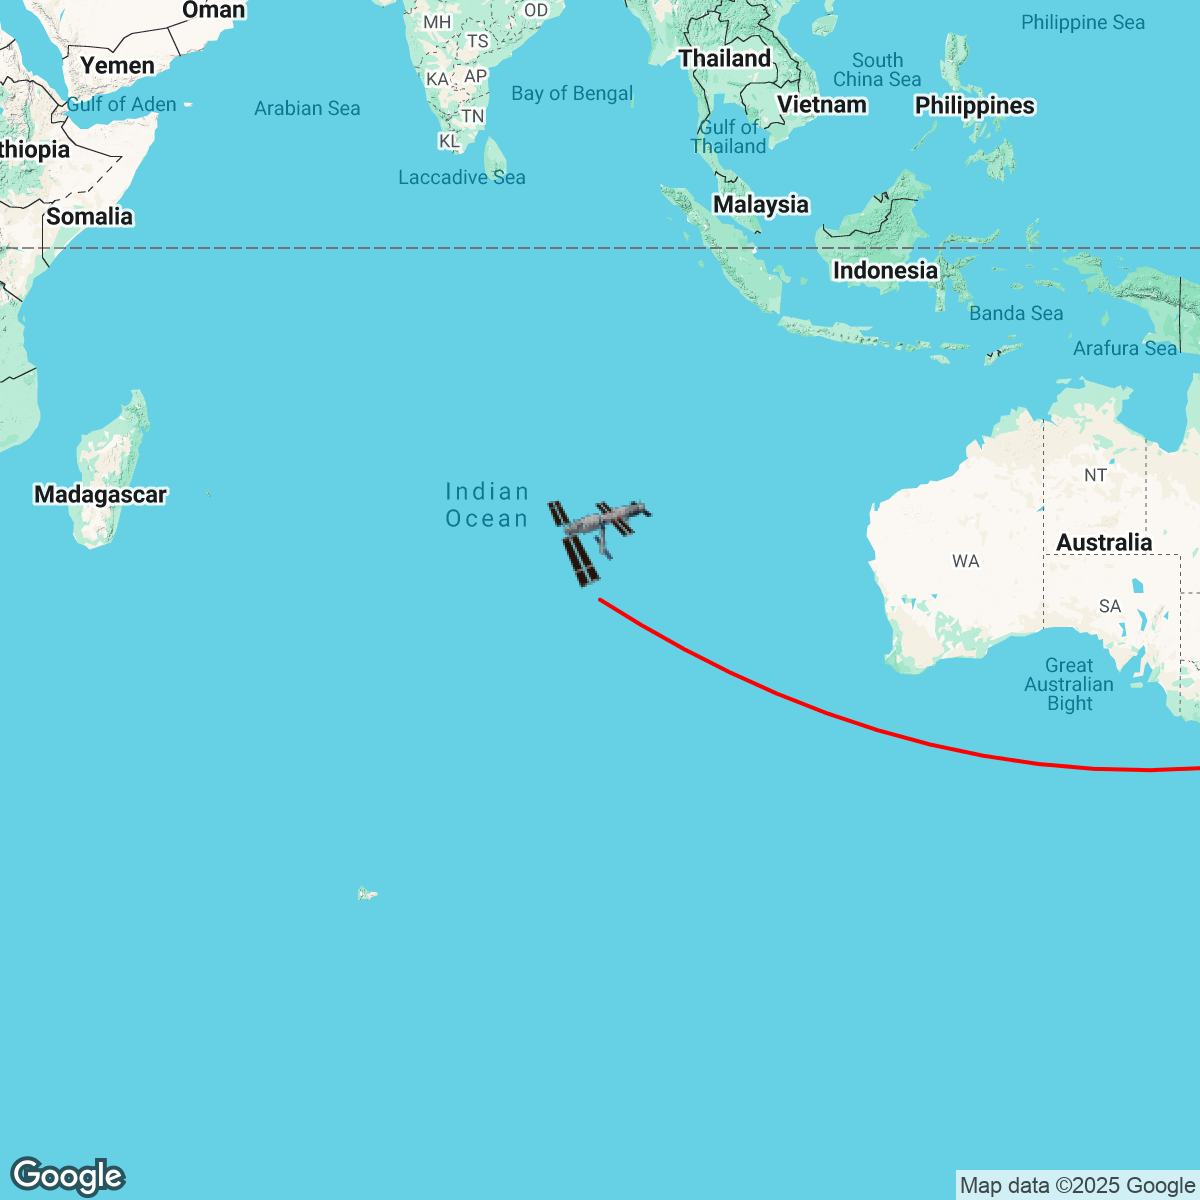 Oman
MH
OD
Philippine Sea
TS
Yemen
Thailand
South
China Sea
KA
AP
Gulf of Aden
Arabian Sea
Bay of Bengal
Vietnam
Philippines
TN
Gulf of
Thailand
KL
thiopia
Laccadive Sea
Malaysia
Somalia
Indonesia
Banda Sea
Arafura Sea
NT
Madagascar
Indian
Ocean
Australia
WA
SA
Great
Australian
Bight
Google
Map data ©2025 Google